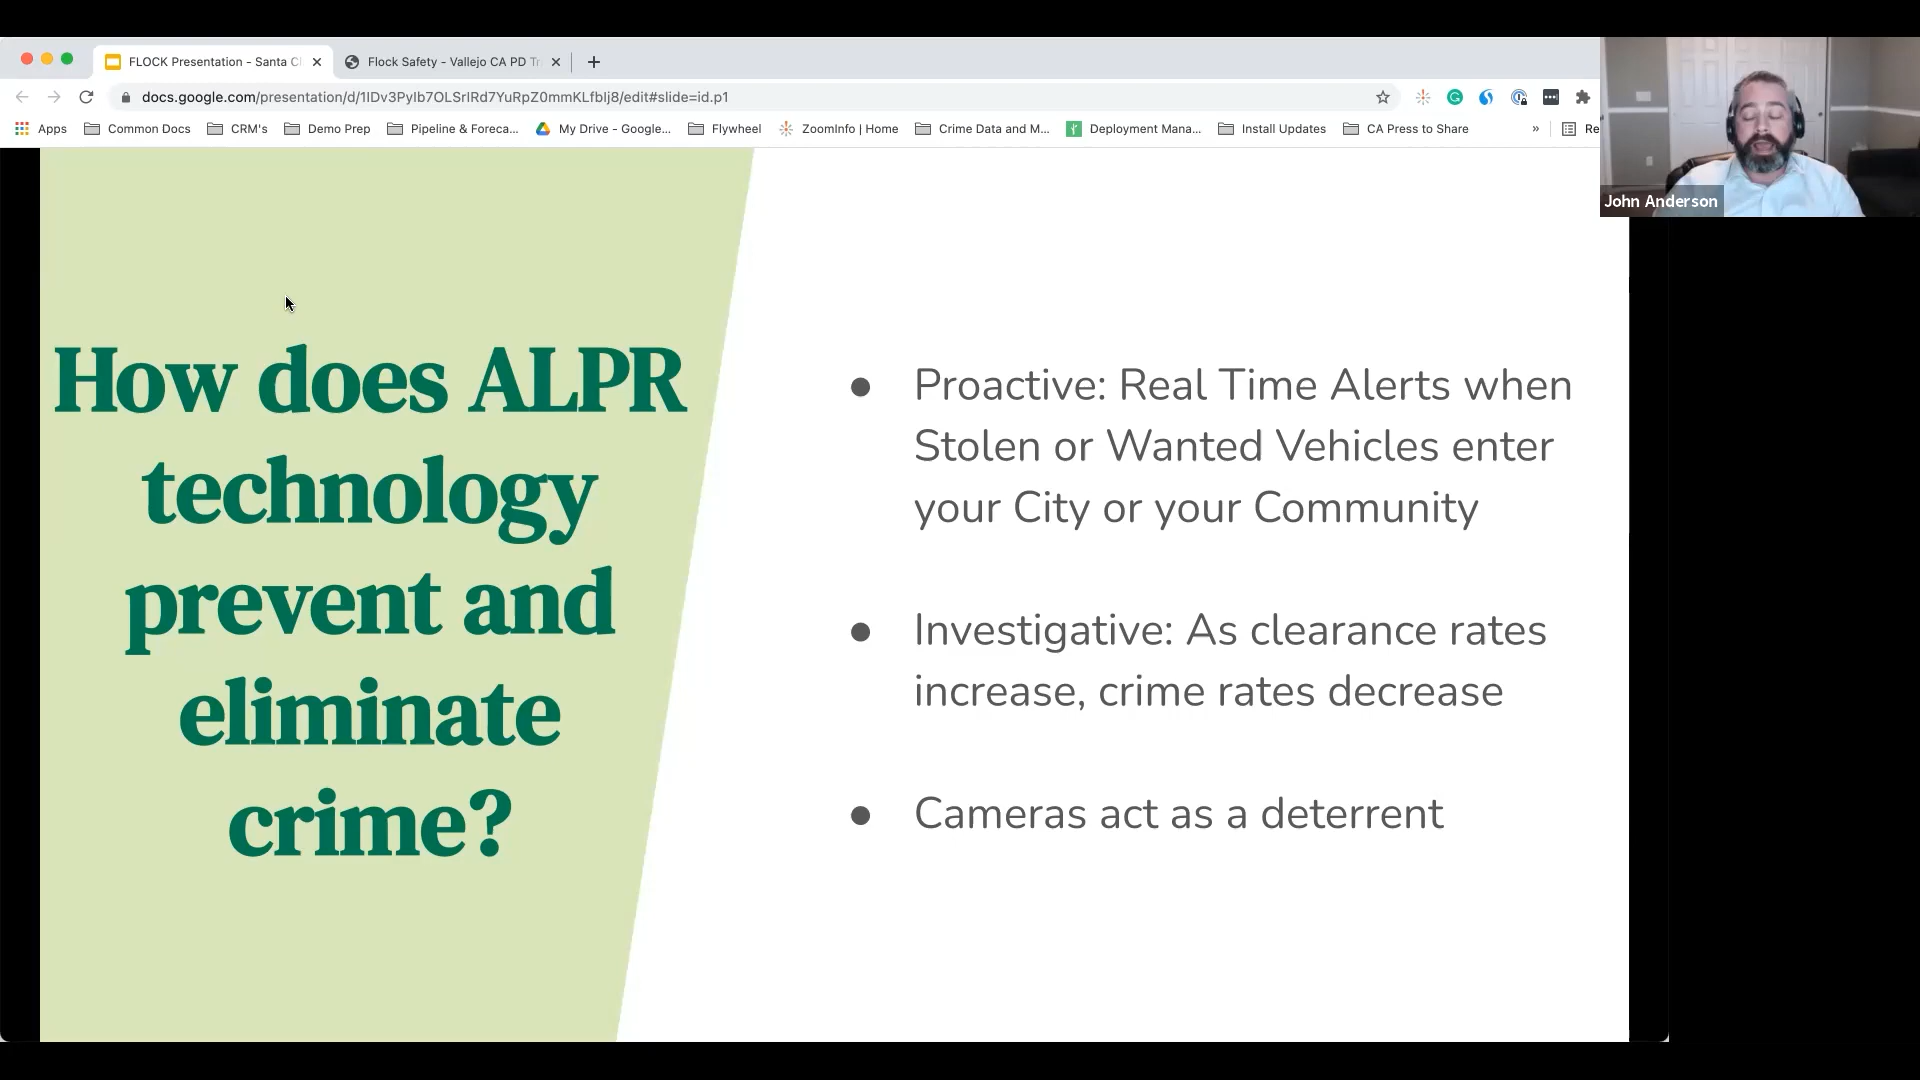 FLOCK Presentation - Santa Cl
Flock Safety - Vallejo CA PD Tr
docs.google.com/presentation/d/1IDv3PyIb7OLSrIRd7YuRpZ0mmKLfbIj8/edit#slide=id.p1
Apps Common Docs CRM's Demo Prep Pipeline & Foreca... My Drive - Google... Flywheel ZoomInfo | Home Crime Data and M... Deployment Mana... Install Updates CA Press to Share » Re
John Anderson
How does ALPR
technology
prevent and
eliminate
crime?
● Proactive: Real Time Alerts when
Stolen or Wanted Vehicles enter
your City or your Community
● Investigative: As clearance rates
increase, crime rates decrease
● Cameras act as a deterrent